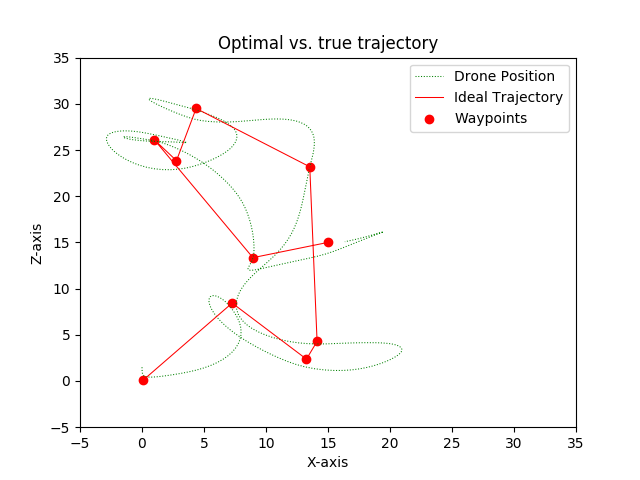 Optimal vs. true trajectory
Drone Position
Ideal Trajectory
Waypoints
Z-axis
35
30
25
20
15
10
5
0
−5
−5 0 5 10 15 20 25 30 35
X-axis